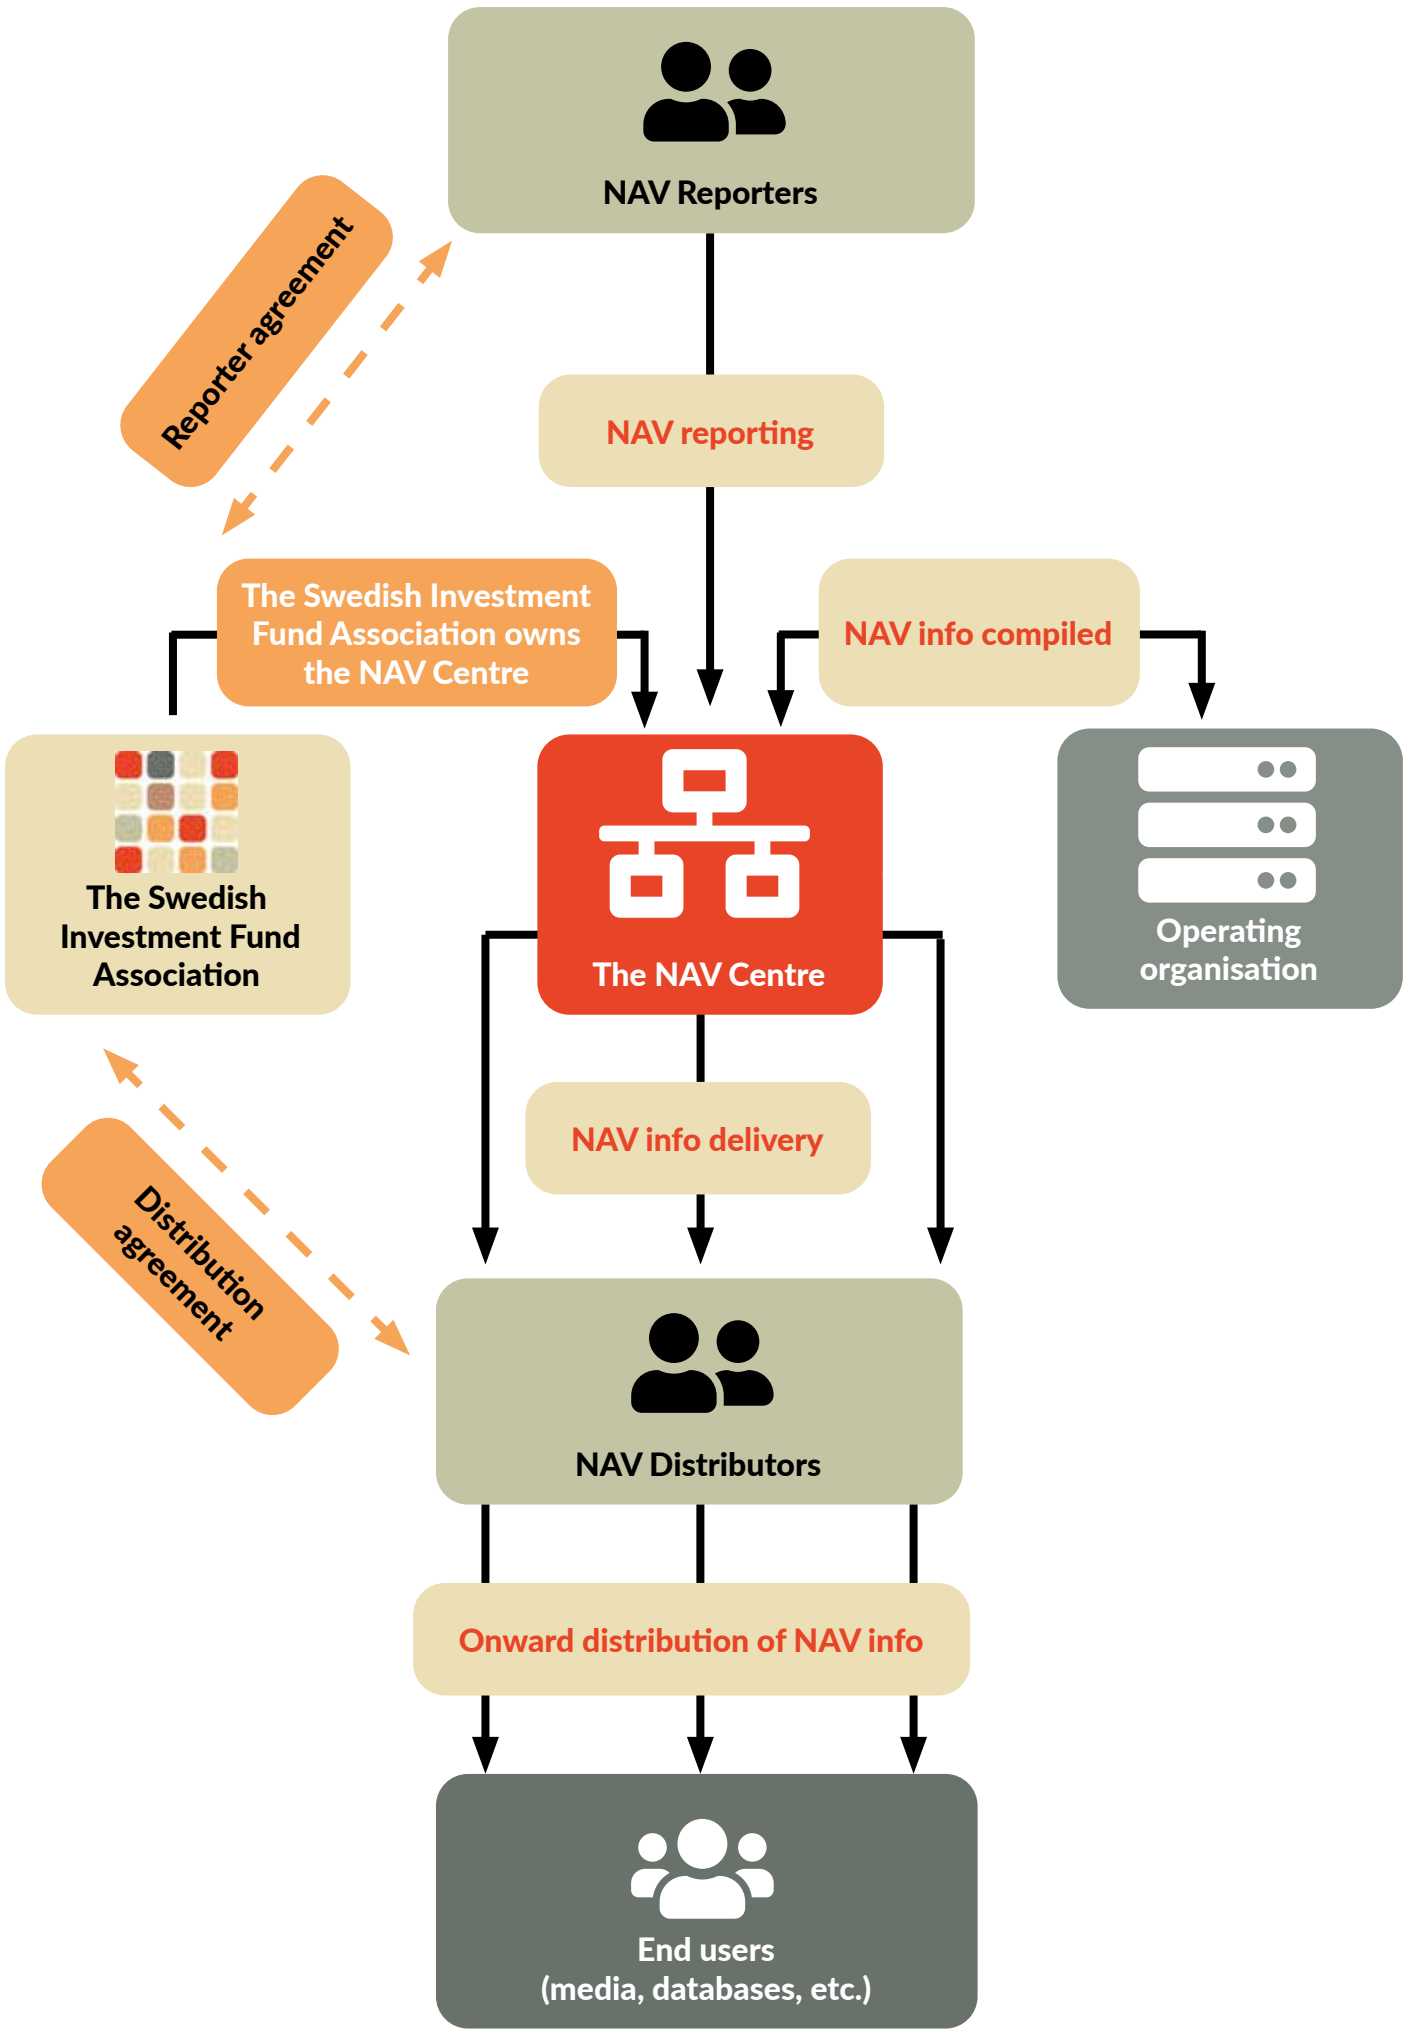 NAV Reporters
Reporter agreement
NAV reporting
The Swedish Investment
Fund Association owns
the NAV Centre
NAV info compiled
The Swedish
Investment Fund
Association
The NAV Centre
Operating
organisation
NAV info delivery
Distribution
agreement
NAV Distributors
Onward distribution of NAV info
End users
(media, databases, etc.)